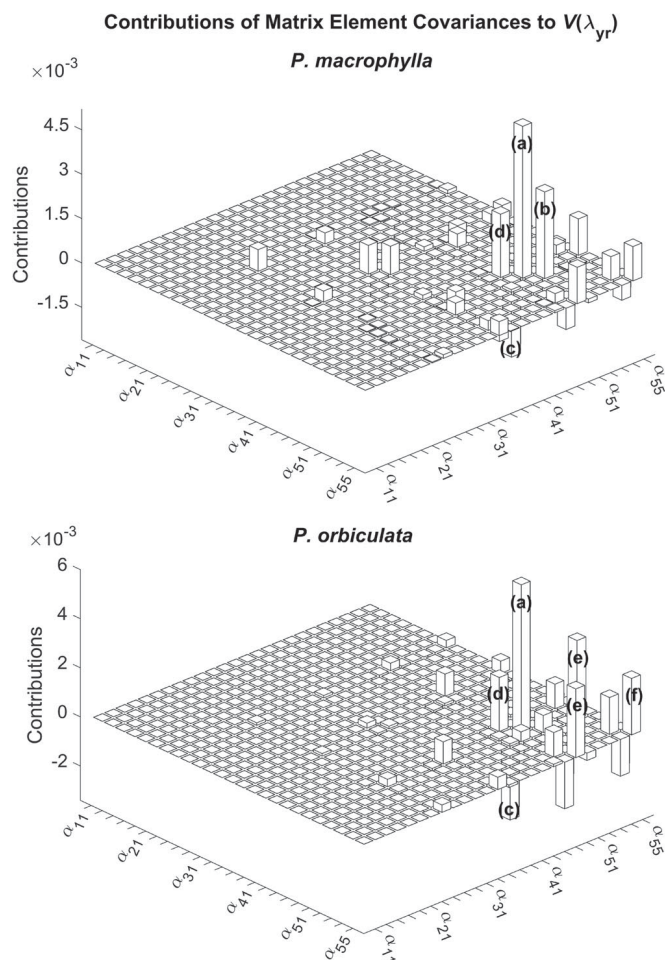 Contributions of Matrix Element Covariances to V(λyr)
P. macrophylla
×10⁻³
4.5
3
1.5
0
-1.5
Contributions
(a)
(b)
(d)
(c)
α11
α21
α31
α41
α51
α55
α11
α21
α31
α41
α51
α55
P. orbiculata
×10⁻³
6
4
2
0
-2
Contributions
(a)
(e)
(d)
(e)
(f)
(c)
α11
α21
α31
α41
α51
α55
α11
α21
α31
α41
α51
α55